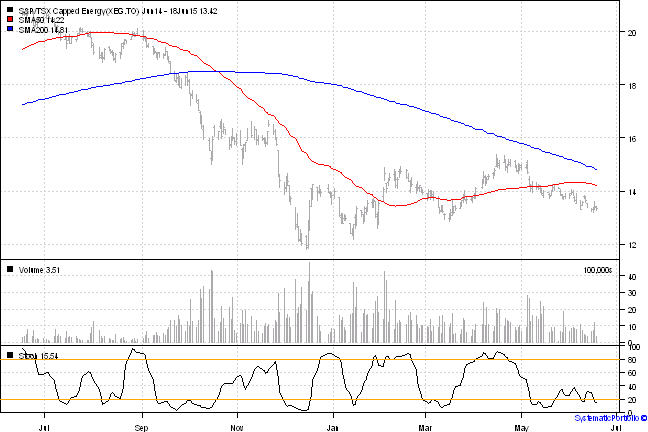 S&P/TSX Capped Energy(XEG.TO) Jun14 - 18Jun15 13.42
SMA50 14.22
SMA200 14.81
20
18
16
14
12
Volume 3.51
100,000s
40
30
20
10
0
Stoch 15.54
100
80
60
40
20
0
Jul
Sep
Nov
Jan
Mar
May
Jul
SystematicPortfolio ©